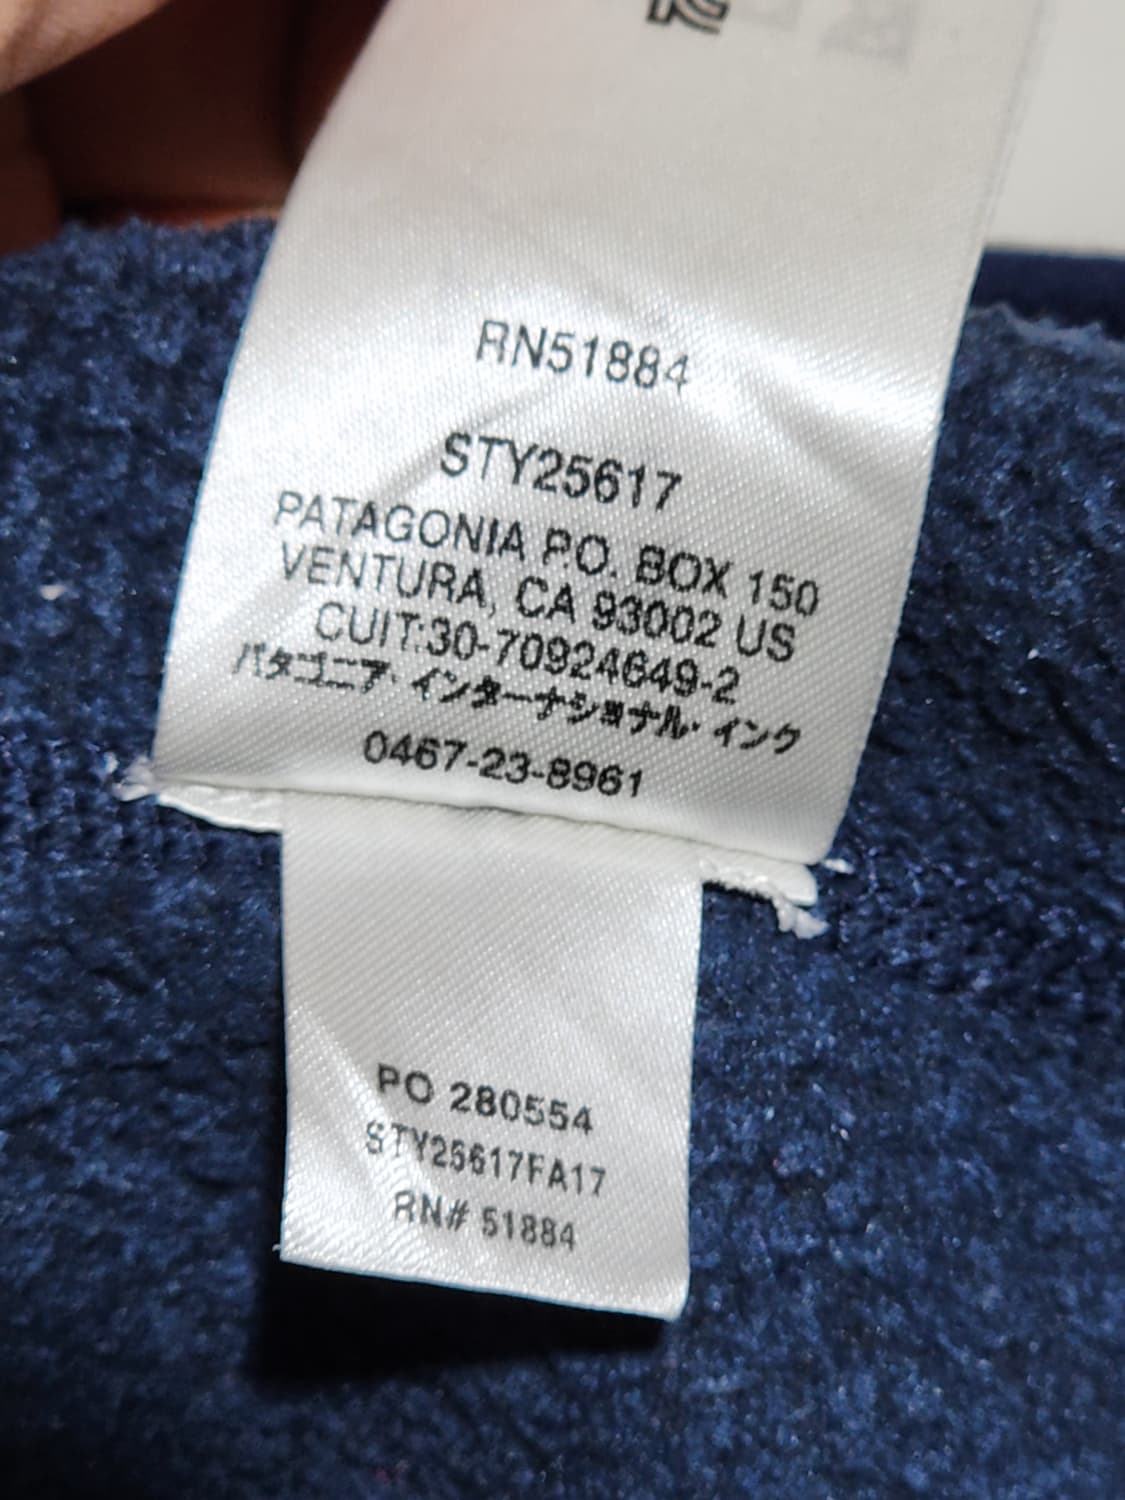 RN51884
STY25617
PATAGONIA P.O. BOX 150
VENTURA, CA 93002 US
CUIT:30-70924649-2
パタゴニア・インターナショナル・インク
0467-23-8961
PO 280554
STY25617FA17
RN# 51884